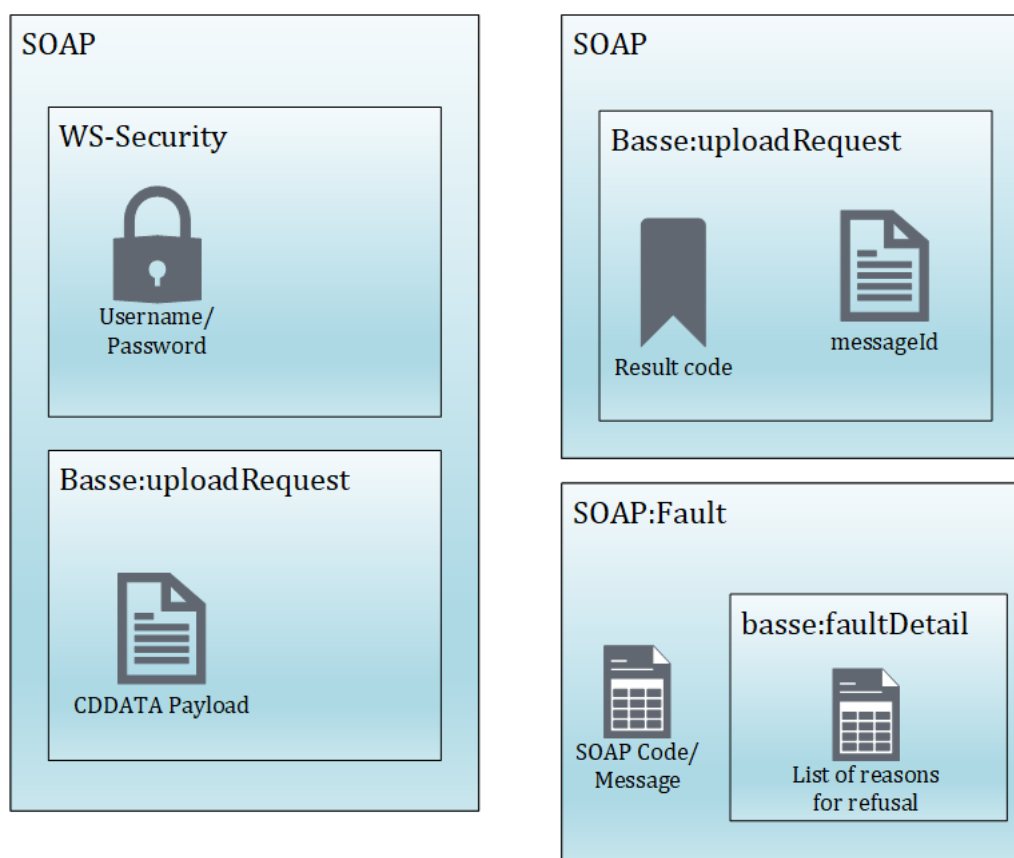 SOAP
WS-Security
Username/
Password
Basse:uploadRequest
CDDATA Payload
SOAP
Basse:uploadRequest
Result code
messageId
SOAP:Fault
SOAP Code/
Message
basse:faultDetail
List of reasons
for refusal